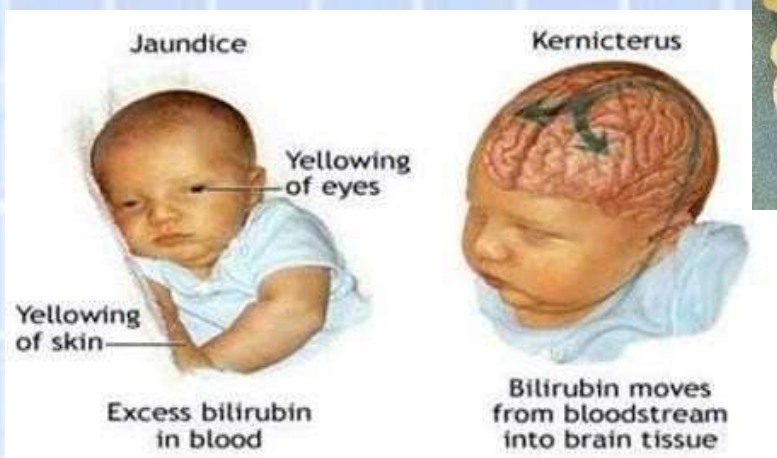 Jaundice
Yellowing
of eyes
Yellowing
of skin
Excess bilirubin
in blood
Kernicterus
Bilirubin moves
from bloodstream
into brain tissue